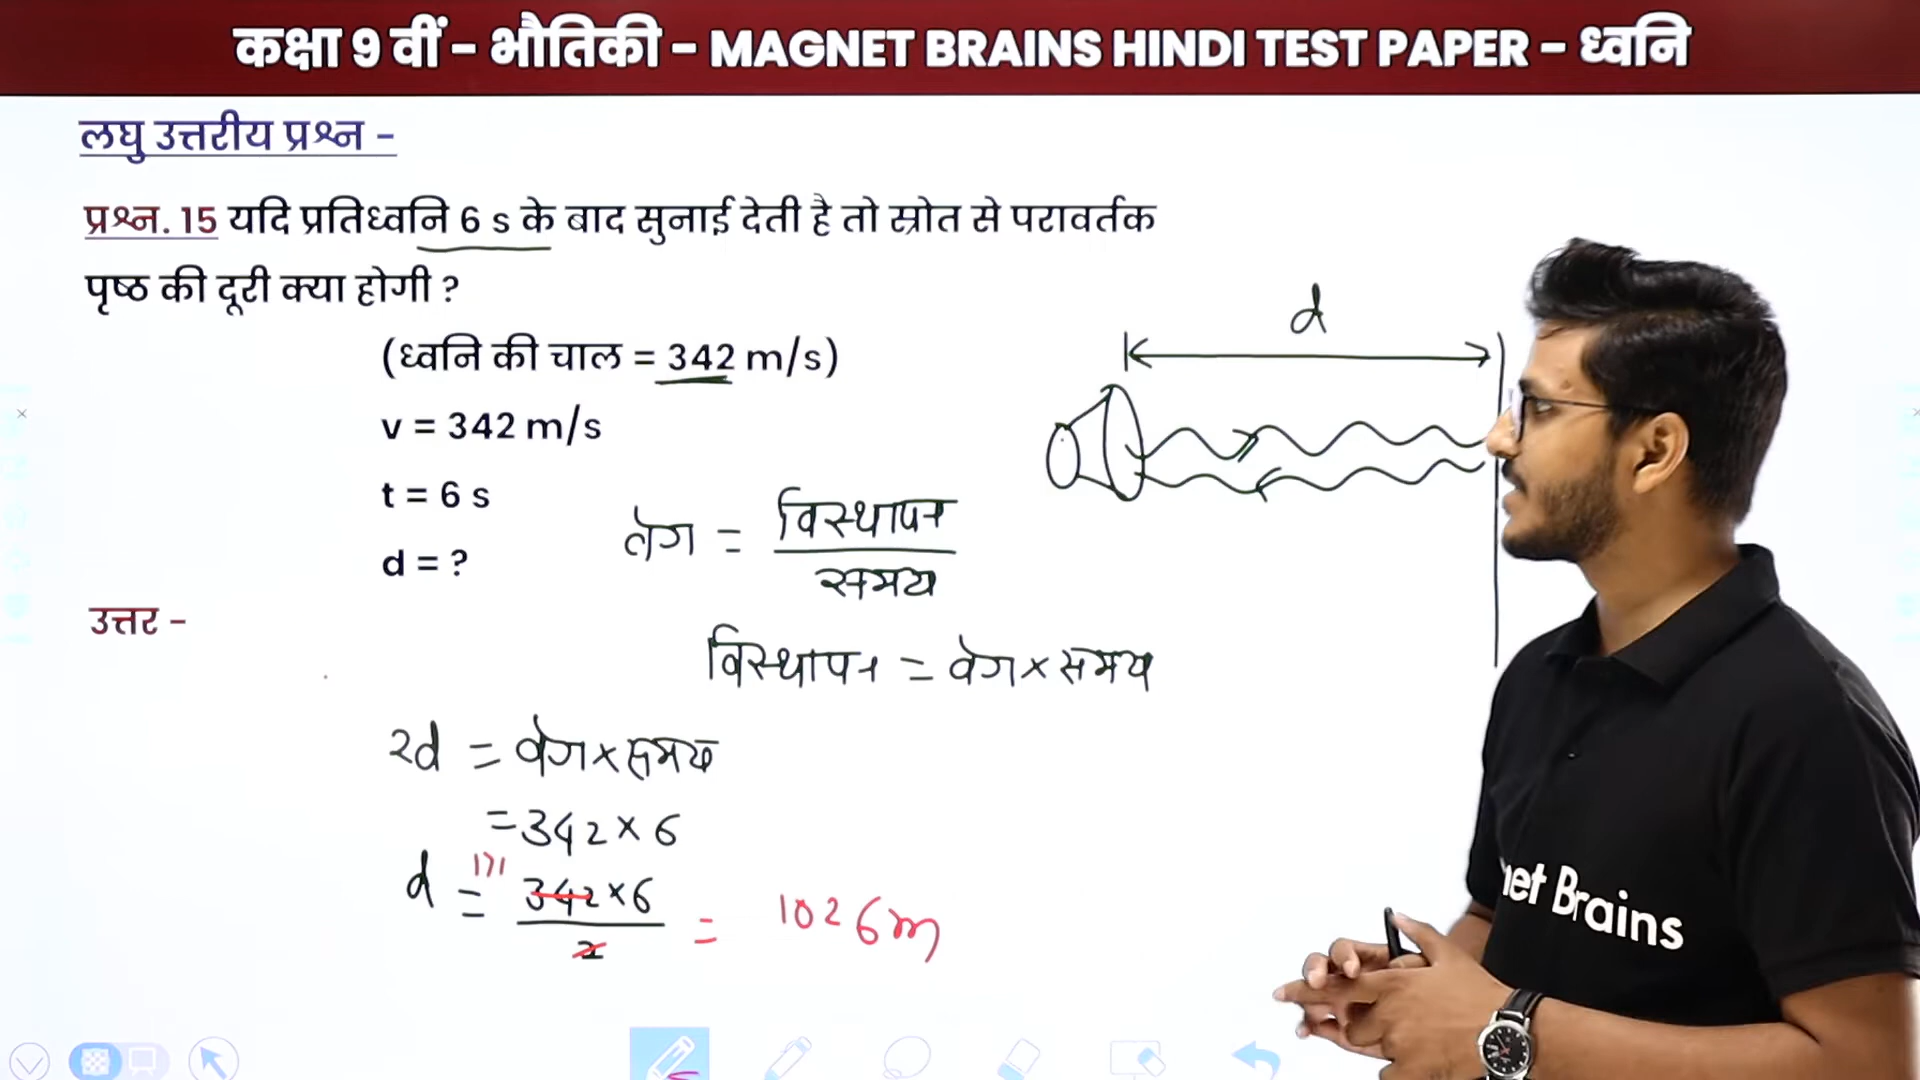 कक्षा 9 वीं - भौतिकी - MAGNET BRAINS HINDI TEST PAPER - ध्वनि
लघु उत्तरीय प्रश्न -
प्रश्न. 15 यदि प्रतिध्वनि 6 s के बाद सुनाई देती है तो स्रोत से परावर्तक
पृष्ठ की दूरी क्या होगी ?
(ध्वनि की चाल = 342 m/s)
v = 342 m/s
t = 6 s
d = ?
d
वेग = विस्थापन
समय
उत्तर -
विस्थापन = वेग × समय
2d = वेग × समय
= 342 × 6
171
d = 342 × 6 = 1026 m
2
net Brains